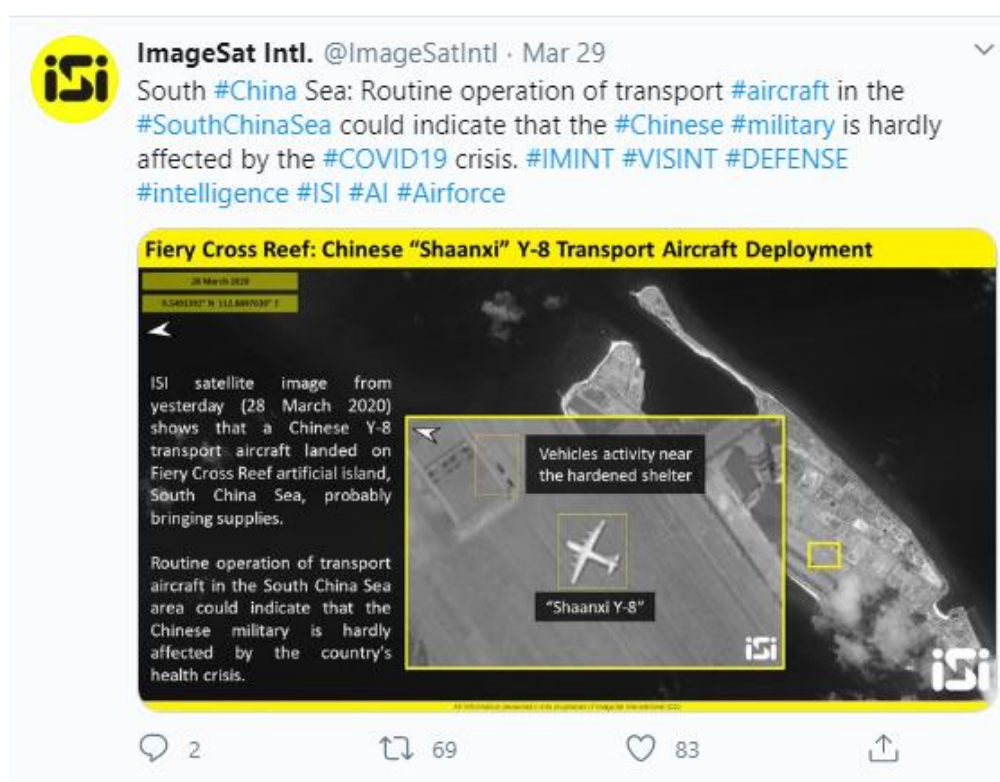 ISI
ImageSat Intl. @ImageSatIntl · Mar 29
South #China Sea: Routine operation of transport #aircraft in the
#SouthChinaSea could indicate that the #Chinese #military is hardly
affected by the #COVID19 crisis. #IMINT #VISINT #DEFENSE
#intelligence #ISI #AI #Airforce
Fiery Cross Reef: Chinese “Shaanxi” Y-8 Transport Aircraft Deployment
28 March 2020
ISI satellite image from
yesterday (28 March 2020)
shows that a Chinese Y-8
transport aircraft landed on
Fiery Cross Reef artificial island,
South China Sea, probably
bringing supplies.
Routine operation of transport
aircraft in the South China Sea
area could indicate that the
Chinese military is hardly
affected by the country's
health crisis.
Vehicles activity near
the hardened shelter
“Shaanxi Y-8”
iSi
iSi
2
69
83